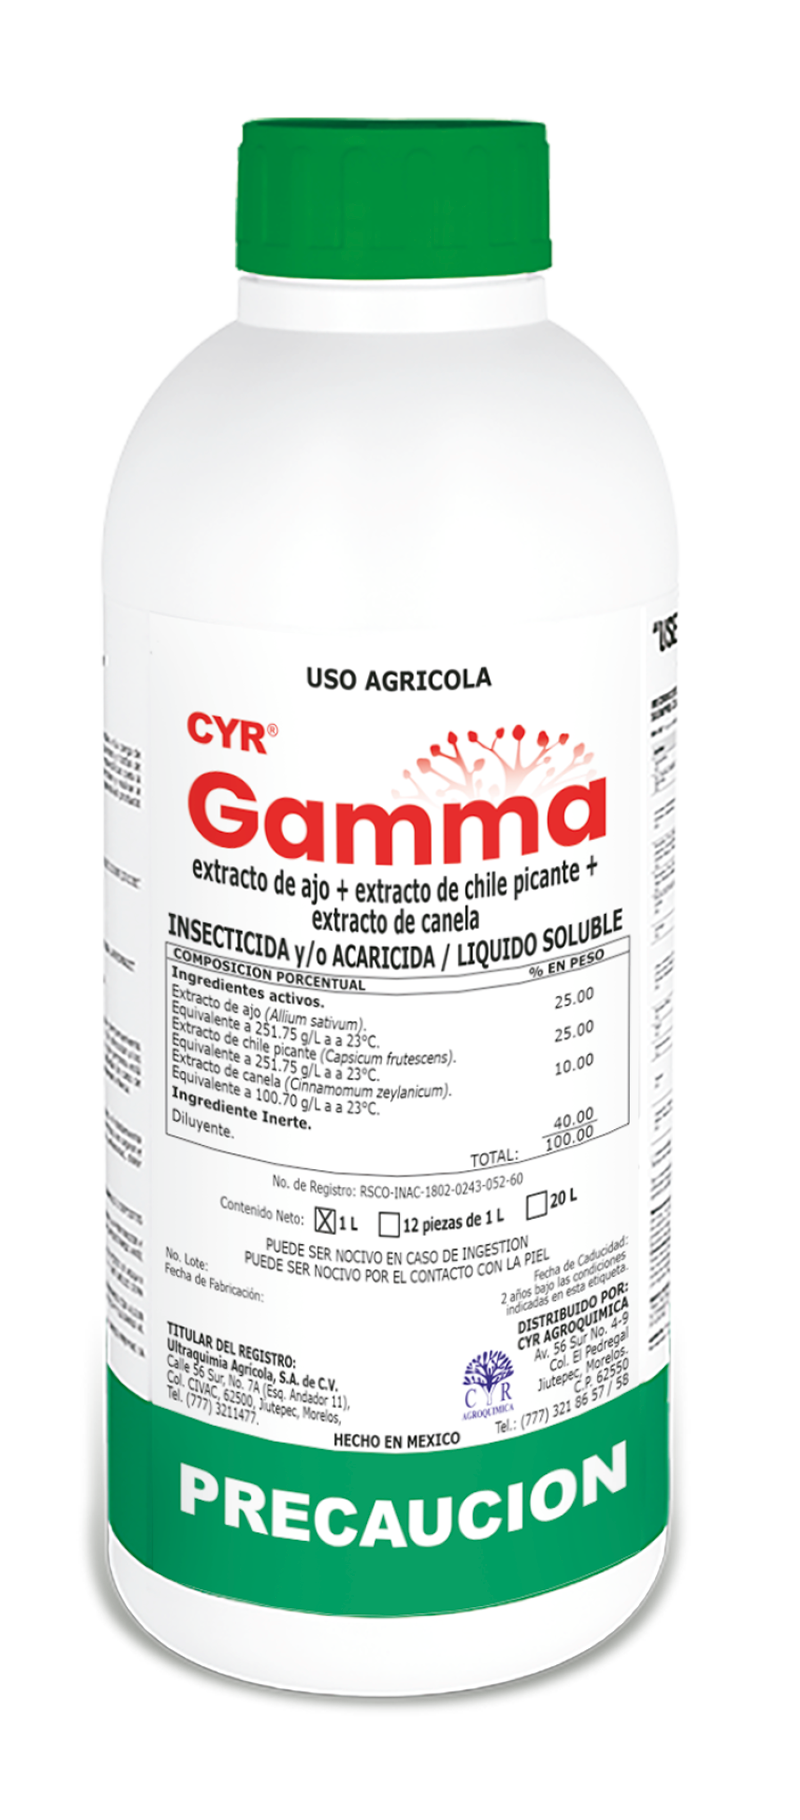 "USE
USO AGRICOLA
CYR®
Gamma
extracto de ajo + extracto de chile picante +
extracto de canela
INSECTICIDA y/o ACARICIDA / LIQUIDO SOLUBLE
COMPOSICION PORCENTUAL % EN PESO
Ingredientes activos.
Extracto de ajo (Allium sativum). 25.00
Equivalente a 251.75 g/L a a 23°C.
Extracto de chile picante (Capsicum frutescens). 25.00
Equivalente a 251.75 g/L a a 23°C.
Extracto de canela (Cinnamomum zeylanicum). 10.00
Equivalente a 100.70 g/L a a 23°C.
Ingrediente Inerte.
Diluyente. 40.00
TOTAL: 100.00
No. de Registro: RSCO-INAC-1802-0243-052-60
Contenido Neto: 1 L 12 piezas de 1 L 20 L
PUEDE SER NOCIVO EN CASO DE INGESTION
PUEDE SER NOCIVO POR EL CONTACTO CON LA PIEL
No. Lote:
Fecha de Fabricación:
Fecha de Caducidad:
2 años bajo las condiciones
indicadas en esta etiqueta.
TITULAR DEL REGISTRO:
Ultraquimia Agrícola, S.A. de C.V.
Calle 56 Sur, No. 7A (Esq. Andador 11),
Col. CIVAC, 62500, Jiutepec, Morelos,
Tel. (777) 3211477.
C Y R
AGROQUIMICA
DISTRIBUIDO POR:
CYR AGROQUIMICA
Av. 56 Sur No. 4-9
Col. El Pedregal
Jiutepec, Morelos.
C.P. 62550
Tel.: (777) 321 86 57 / 58
HECHO EN MEXICO
PRECAUCION